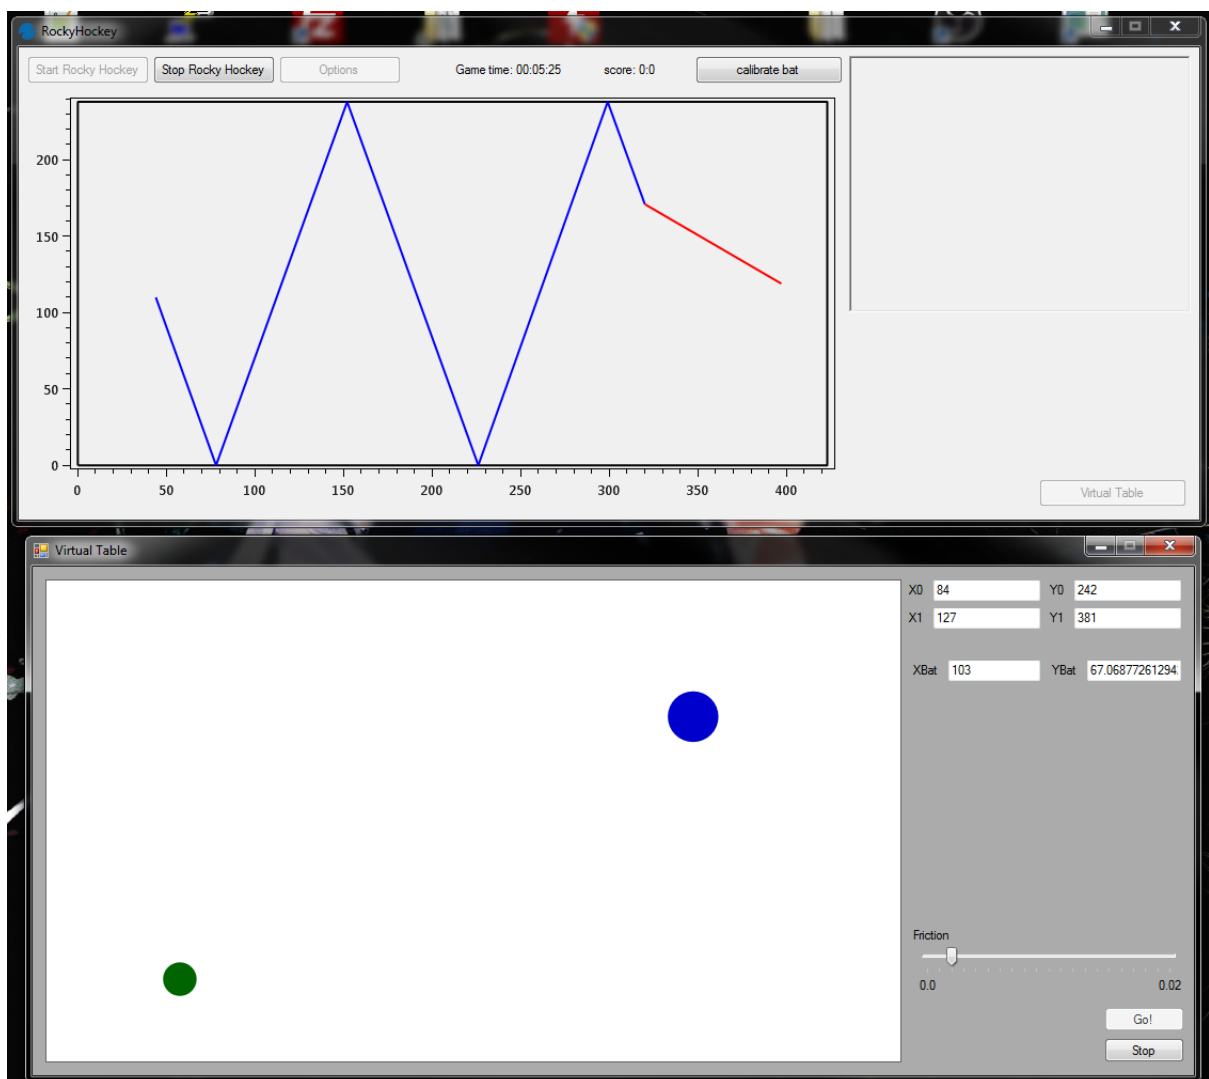 RockyHockey
Start Rocky Hockey Stop Rocky Hockey Options Game time: 00:05:25 score: 0:0 calibrate bat
200
150
100
50
0
0 50 100 150 200 250 300 350 400
Virtual Table
Virtual Table
X0 84 Y0 242
X1 127 Y1 381
XBat 103 YBat 67.06877261294
Friction
0.0 0.02
Go!
Stop